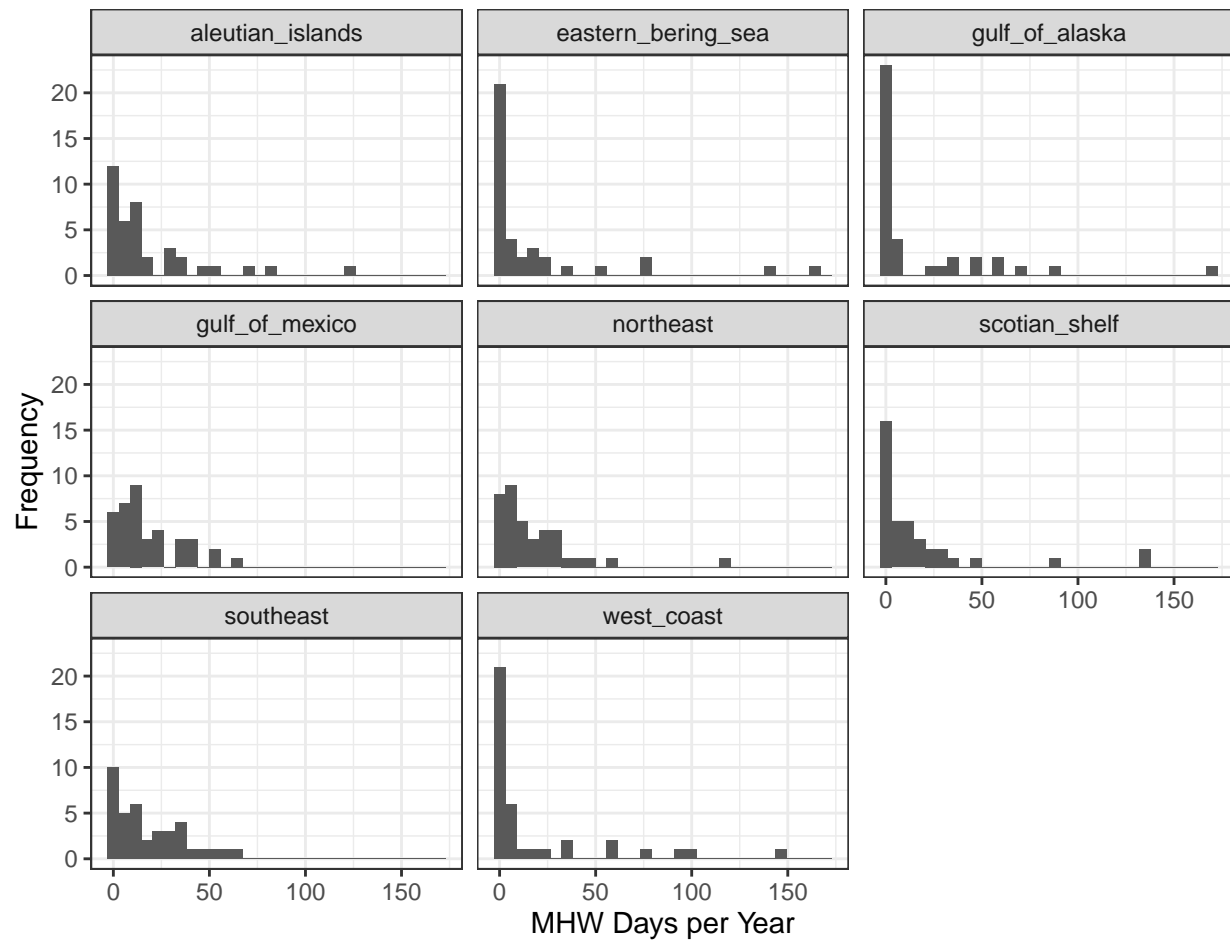 aleutian_islands eastern_bering_sea gulf_of_alaska
20
15
10
5
0
gulf_of_mexico northeast scotian_shelf
20
15
10
5
0
Frequency
0 50 100 150
southeast west_coast
20
15
10
5
0
0 50 100 150 0 50 100 150
MHW Days per Year